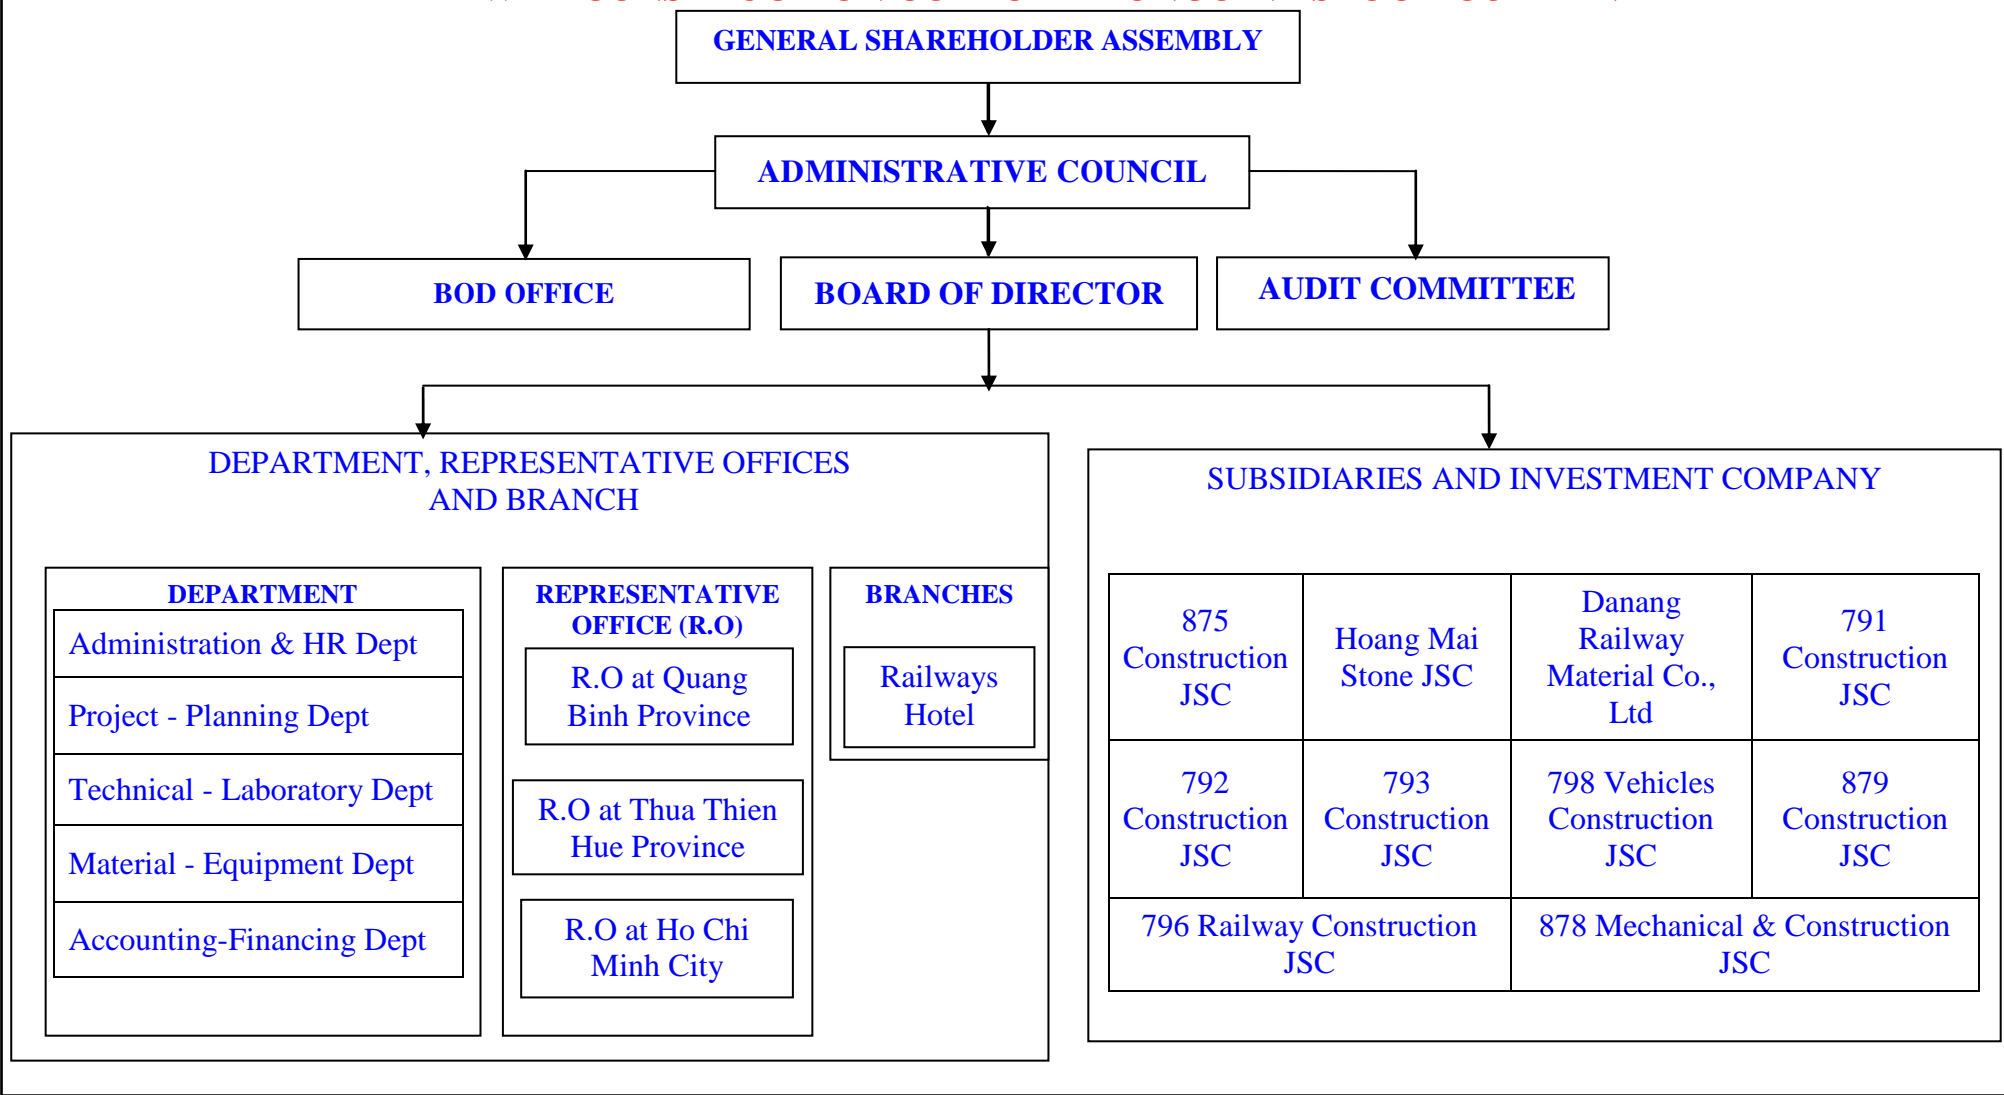 GENERAL SHAREHOLDER ASSEMBLY
ADMINISTRATIVE COUNCIL
BOD OFFICE
BOARD OF DIRECTOR
AUDIT COMMITTEE
DEPARTMENT, REPRESENTATIVE OFFICES
AND BRANCH
DEPARTMENT
Administration & HR Dept
Project - Planning Dept
Technical - Laboratory Dept
Material - Equipment Dept
Accounting-Financing Dept
REPRESENTATIVE
OFFICE (R.O)
R.O at Quang
Binh Province
R.O at Thua Thien
Hue Province
R.O at Ho Chi
Minh City
BRANCHES
Railways
Hotel
SUBSIDIARIES AND INVESTMENT COMPANY
875
Construction
JSC
Hoang Mai
Stone JSC
Danang
Railway
Material Co.,
Ltd
791
Construction
JSC
792
Construction
JSC
793
Construction
JSC
798 Vehicles
Construction
JSC
879
Construction
JSC
796 Railway Construction
JSC
878 Mechanical & Construction
JSC